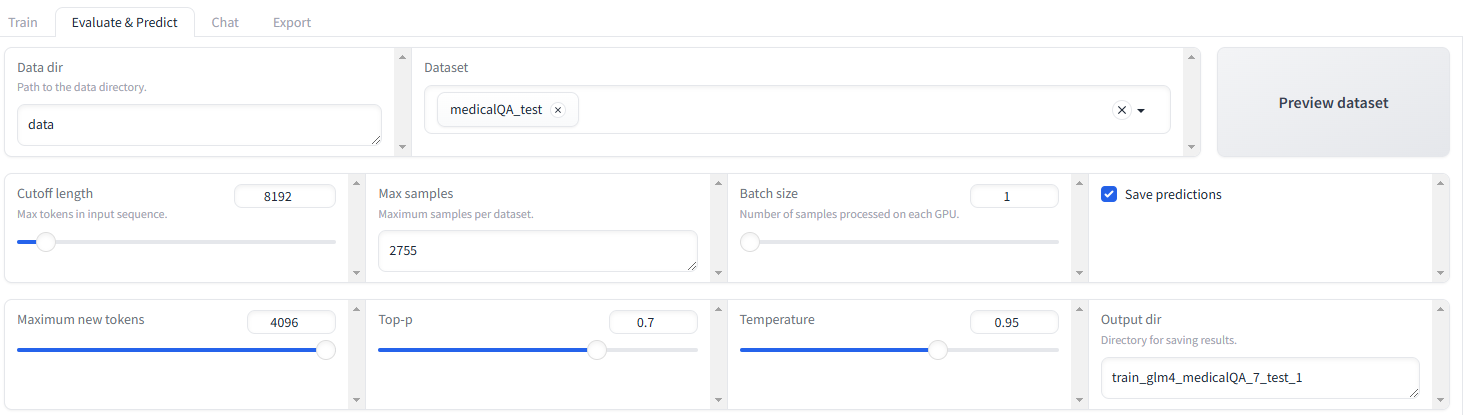 Train Evaluate & Predict Chat Export
Data dir
Path to the data directory.
data
Dataset
medicalQA_test ×
Preview dataset
Cutoff length 8192
Max tokens in input sequence.
Max samples
Maximum samples per dataset.
2755
Batch size 1
Number of samples processed on each GPU.
Save predictions
Maximum new tokens 4096
Top-p 0.7
Temperature 0.95
Output dir
Directory for saving results.
train_glm4_medicalQA_7_test_1